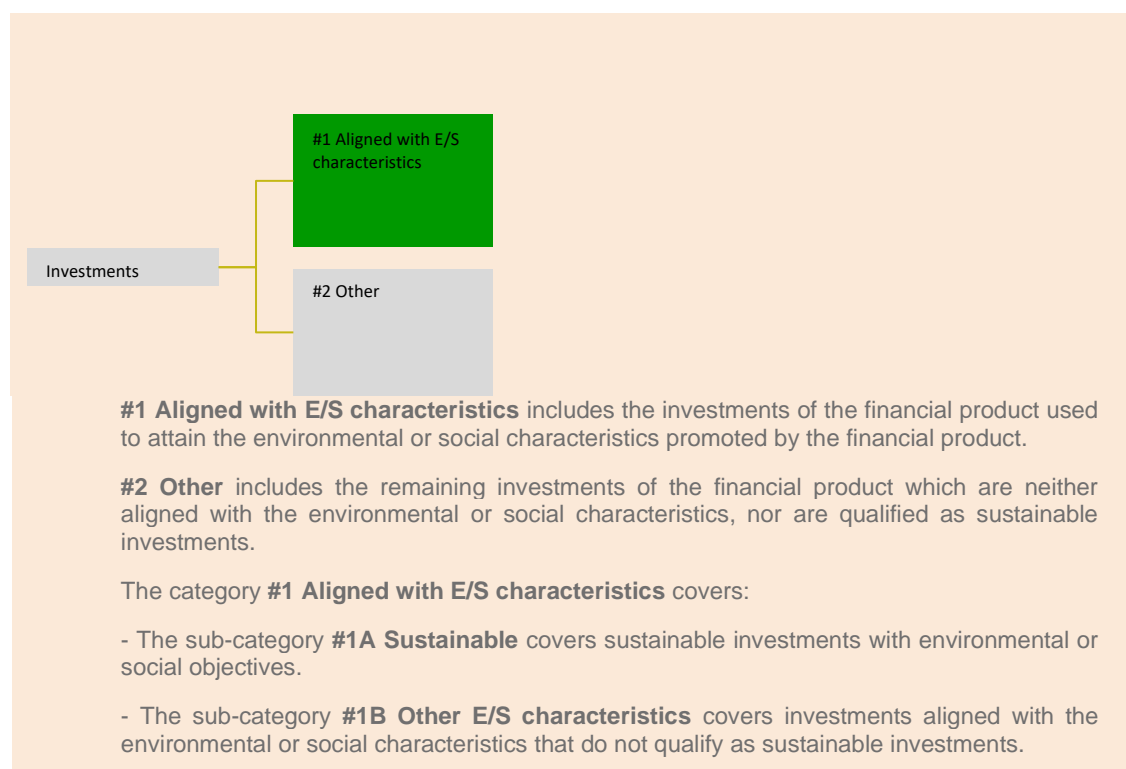 #1 Aligned with E/S
characteristics
Investments
#2 Other
#1 Aligned with E/S characteristics includes the investments of the financial product used
to attain the environmental or social characteristics promoted by the financial product.
#2 Other includes the remaining investments of the financial product which are neither
aligned with the environmental or social characteristics, nor are qualified as sustainable
investments.
The category #1 Aligned with E/S characteristics covers:
- The sub-category #1A Sustainable covers sustainable investments with environmental or
social objectives.
- The sub-category #1B Other E/S characteristics covers investments aligned with the
environmental or social characteristics that do not qualify as sustainable investments.